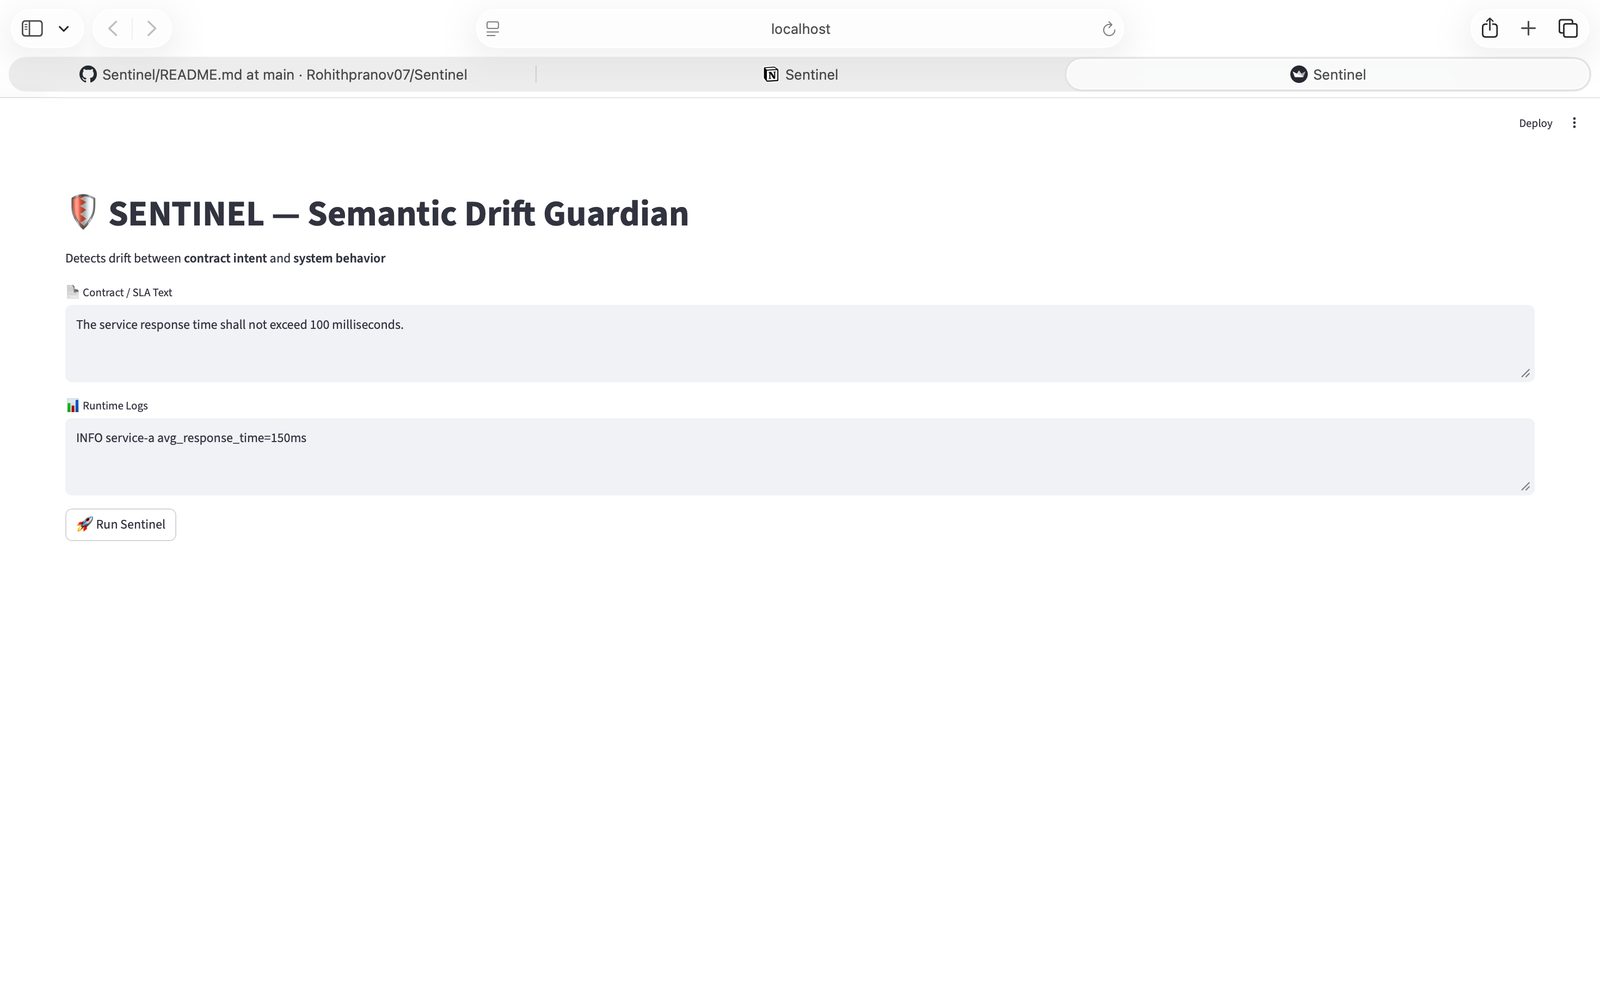 localhost
Sentinel/README.md at main · Rohithpranov07/Sentinel
Sentinel
Sentinel
Deploy
SENTINEL — Semantic Drift Guardian
Detects drift between contract intent and system behavior
Contract / SLA Text
The service response time shall not exceed 100 milliseconds.
Runtime Logs
INFO service-a avg_response_time=150ms
Run Sentinel